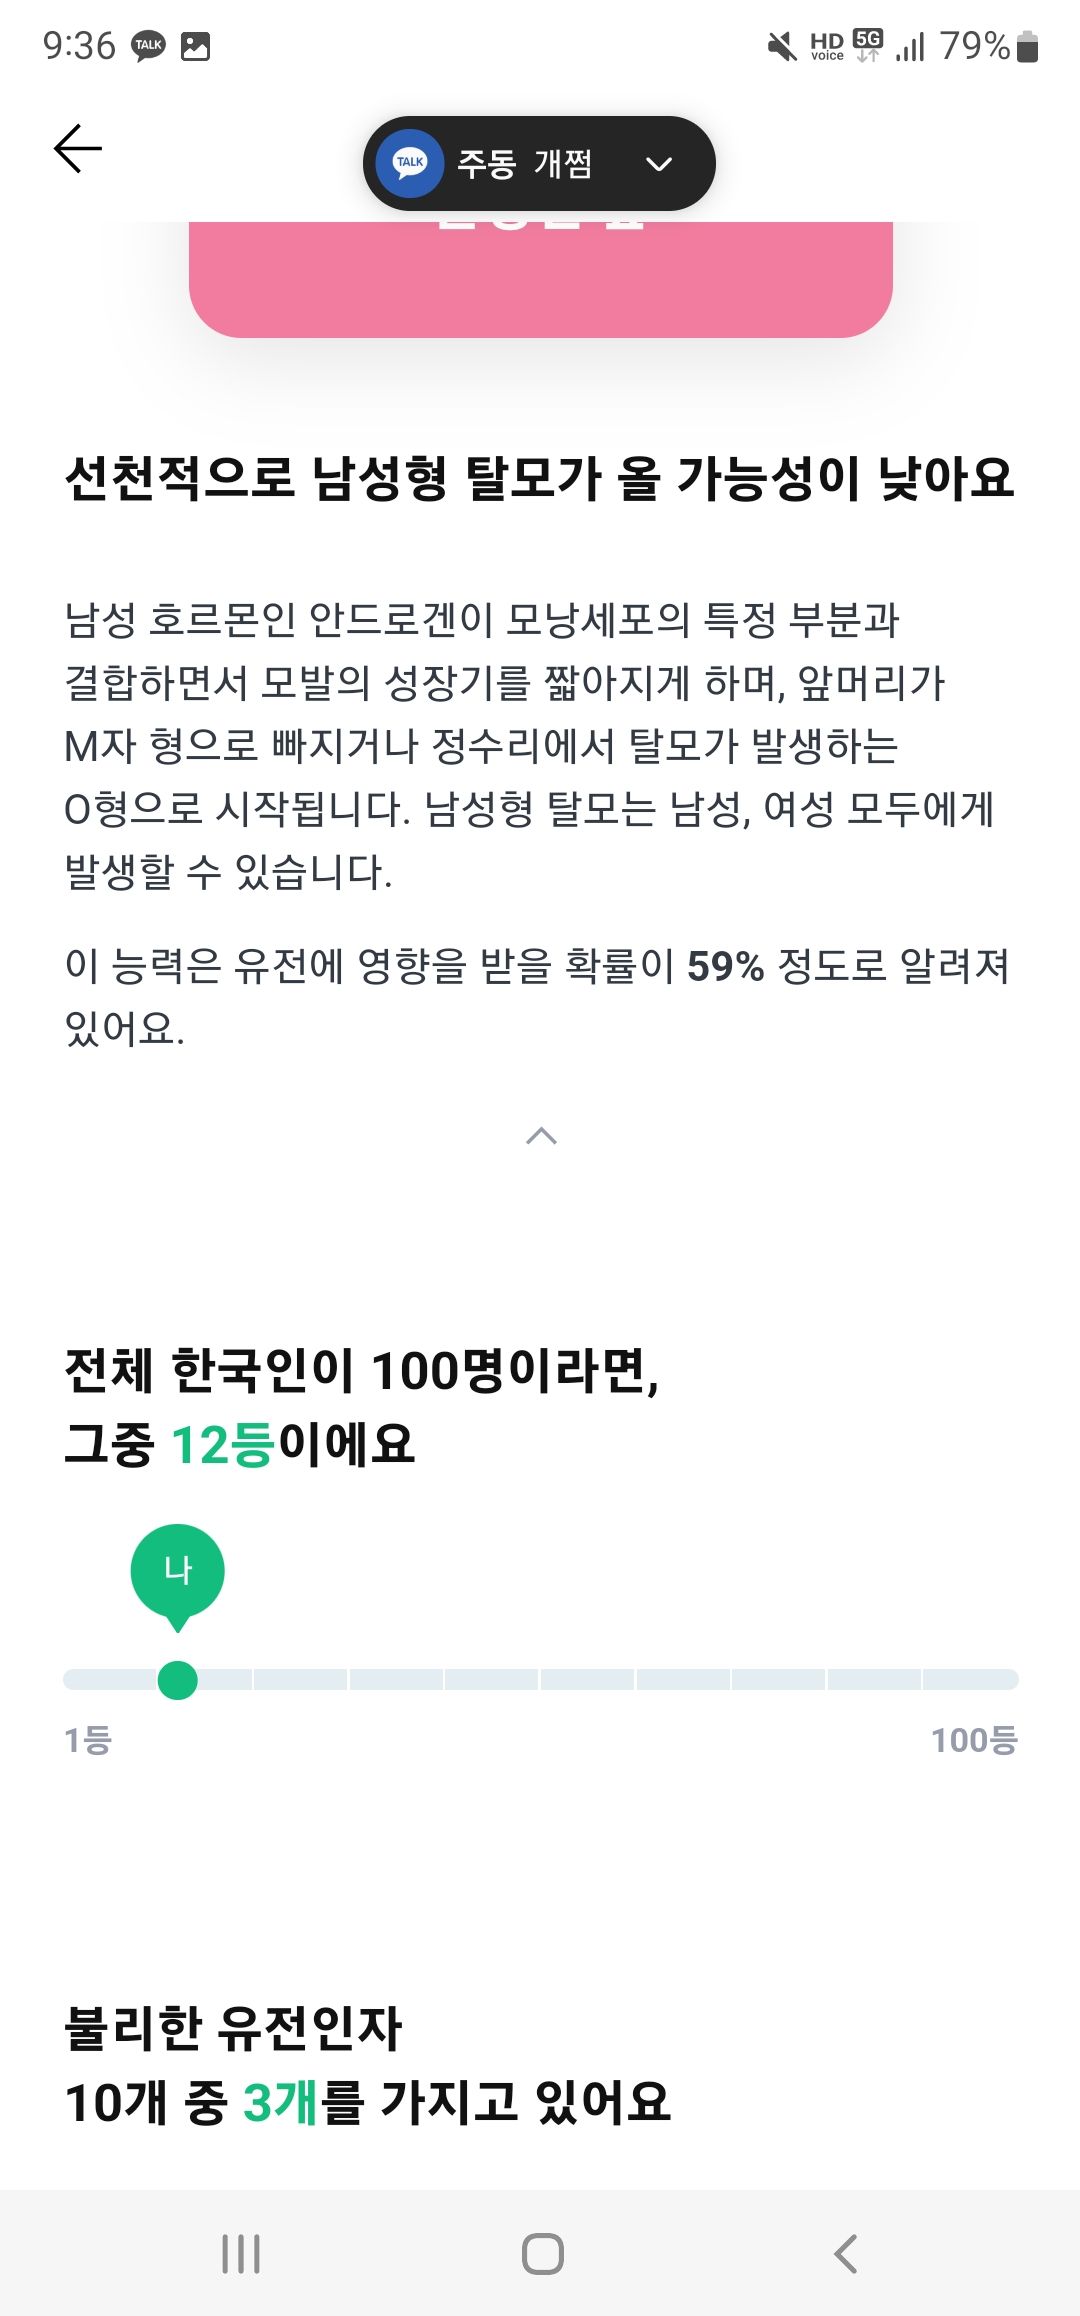 9:36 TALK HD voice 5G 79%
TALK 주동 개쩜
선천적으로 남성형 탈모가 올 가능성이 낮아요
남성 호르몬인 안드로겐이 모낭세포의 특정 부분과
결합하면서 모발의 성장기를 짧아지게 하며, 앞머리가
M자 형으로 빠지거나 정수리에서 탈모가 발생하는
O형으로 시작됩니다. 남성형 탈모는 남성, 여성 모두에게
발생할 수 있습니다.
이 능력은 유전에 영향을 받을 확률이 59% 정도로 알려져
있어요.
전체 한국인이 100명이라면,
그중 12등이에요
나
1등 100등
불리한 유전인자
10개 중 3개를 가지고 있어요